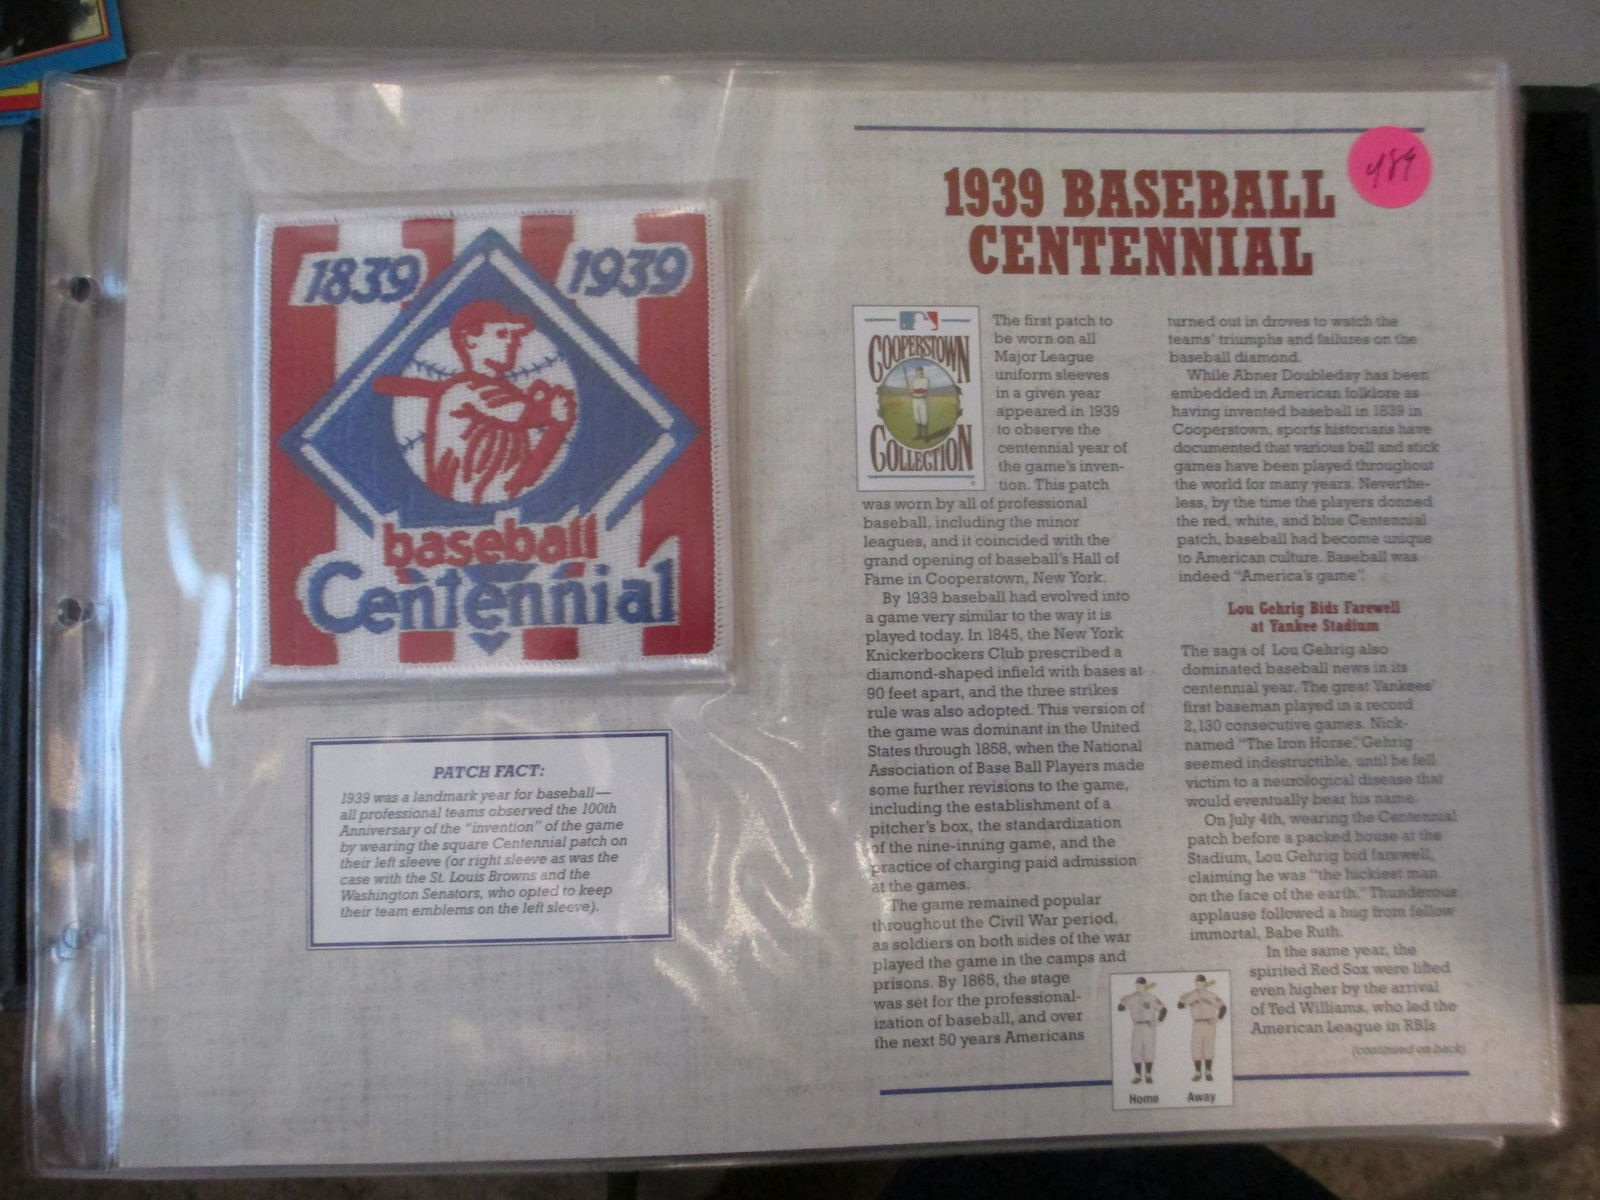 1839
1939
baseball
Centennial
PATCH FACT:
1939 was a landmark year for baseball—
all professional teams observed the 100th
Anniversary of the "invention" of the game
by wearing the square Centennial patch on
their left sleeve (or right sleeve as was the
case with the St. Louis Browns and the
Washington Senators, who opted to keep
their team emblems on the left sleeve).
489
1939 BASEBALL
CENTENNIAL
COOPERSTOWN
COLLECTION
The first patch to
be worn on all
Major League
uniform sleeves
in a given year
appeared in 1939
to observe the
centennial year of
the game's inven-
tion. This patch
was worn by all of professional
baseball, including the minor
leagues, and it coincided with the
grand opening of baseball's Hall of
Fame in Cooperstown, New York.
By 1939 baseball had evolved into
a game very similar to the way it is
played today. In 1845, the New York
Knickerbockers Club prescribed a
diamond-shaped infield with bases at
90 feet apart, and the three strikes
rule was also adopted. This version of
the game was dominant in the United
States through 1858, when the National
Association of Base Ball Players made
some further revisions to the game,
including the establishment of a
pitcher's box, the standardization
of the nine-inning game, and the
practice of charging paid admission
at the games.
The game remained popular
throughout the Civil War period,
as soldiers on both sides of the war
played the game in the camps and
prisons. By 1865, the stage
was set for the professional-
ization of baseball, and over
the next 50 years Americans
turned out in droves to watch the
teams' triumphs and failures on the
baseball diamond.
While Abner Doubleday has been
embedded in American folklore as
having invented baseball in 1839 in
Cooperstown, sports historians have
documented that various ball and stick
games have been played throughout
the world for many years. Neverthe-
less, by the time the players donned
the red, white, and blue Centennial
patch, baseball had become unique
to American culture. Baseball was
indeed "America's game".
Lou Gehrig Bids Farewell
at Yankee Stadium
The saga of Lou Gehrig also
dominated baseball news in its
centennial year. The great Yankees'
first baseman played in a record
2,130 consecutive games. Nick-
named "The Iron Horse," Gehrig
seemed indestructible, until he fell
victim to a neurological disease that
would eventually bear his name.
On July 4th, wearing the Centennial
patch before a packed house at the
Stadium, Lou Gehrig bid farewell,
claiming he was "the luckiest man
on the face of the earth." Thunderous
applause followed a hug from fellow
immortal, Babe Ruth.
In the same year, the
spirited Red Sox were lifted
even higher by the arrival
of Ted Williams, who led the
American League in RBIs
(continued on back)
Home
Away